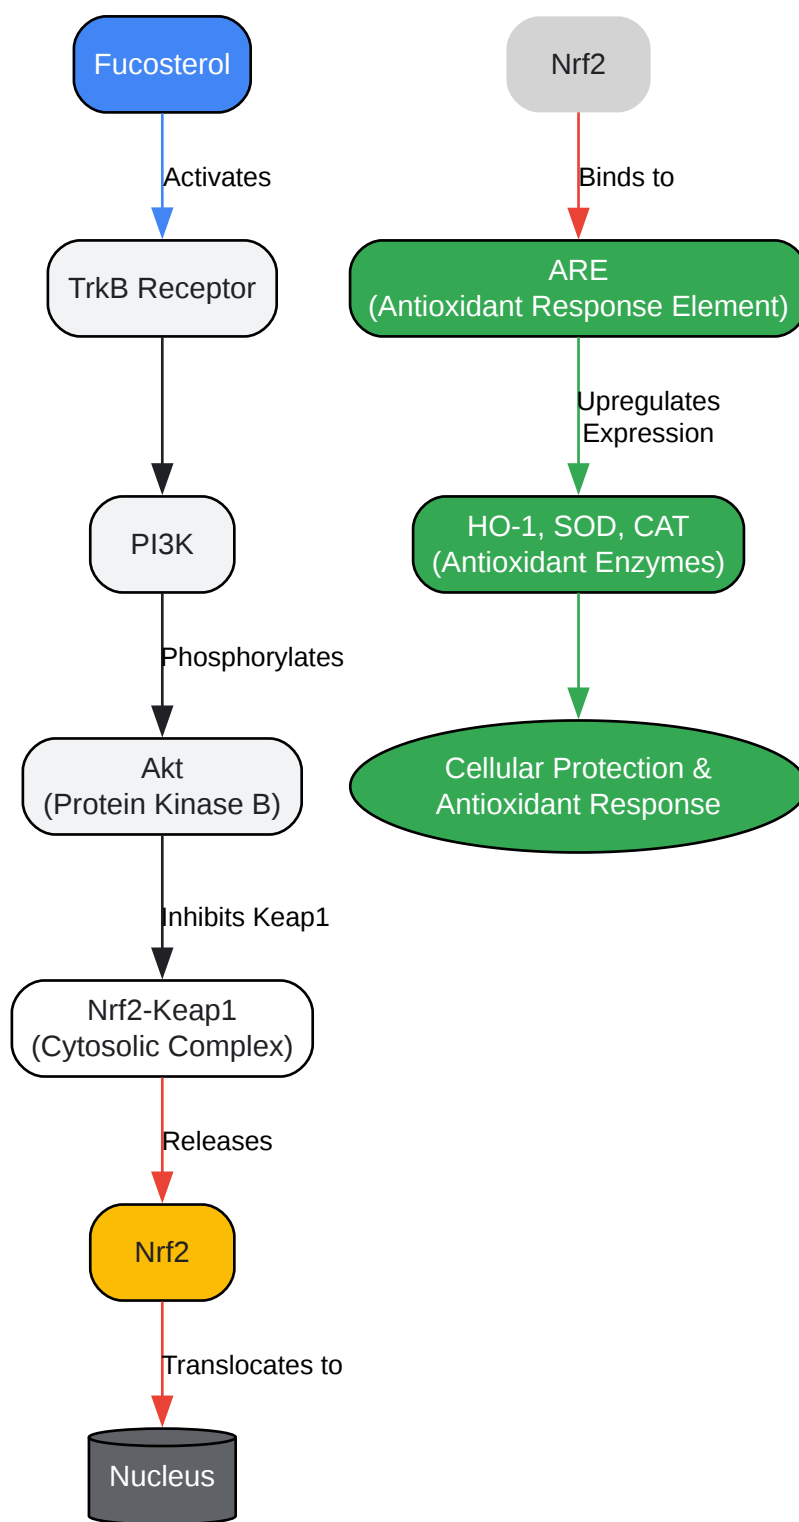 Fucosterol
Activates
TrkB Receptor
PI3K
Phosphorylates
Akt
(Protein Kinase B)
Inhibits Keap1
Nrf2-Keap1
(Cytosolic Complex)
Releases
Nrf2
Translocates to
Nucleus
Nrf2
Binds to
ARE
(Antioxidant Response Element)
Upregulates
Expression
HO-1, SOD, CAT
(Antioxidant Enzymes)
Cellular Protection &
Antioxidant Response